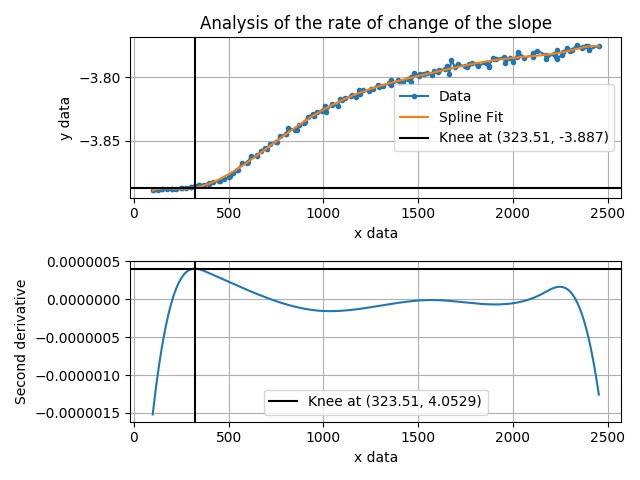 Analysis of the rate of change of the slope
y data
−3.80
−3.85
Data
Spline Fit
Knee at (323.51, -3.887)
0
500
1000
1500
2000
2500
x data
Second derivative
0.0000005
0.0000000
−0.0000005
−0.0000010
−0.0000015
Knee at (323.51, 4.0529)
0
500
1000
1500
2000
2500
x data